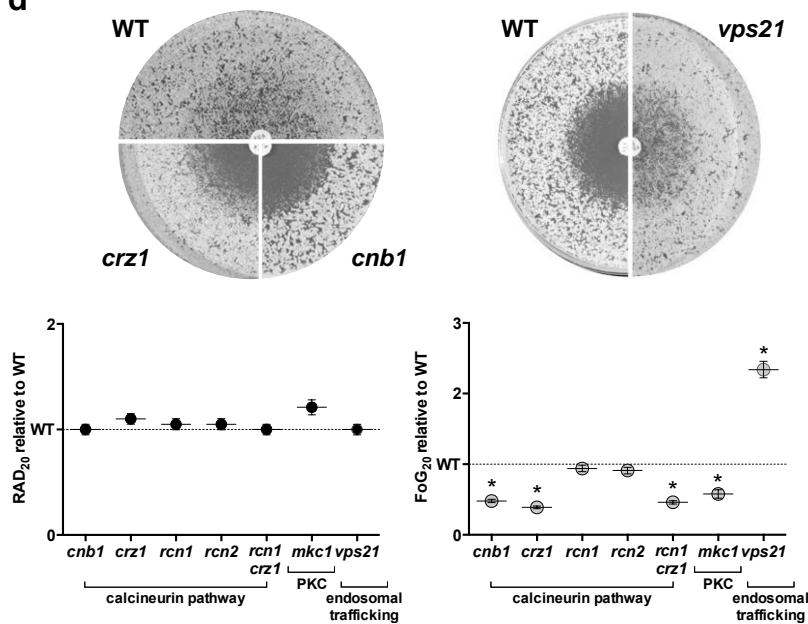 d
WT
crz1
cnb1
WT
vps21
RAD20 relative to WT
2
WT
0
cnb1
crz1
rcn1
rcn2
rcn1
crz1
mkc1
vps21
calcineurin pathway
PKC
endosomal
trafficking
FoG20 relative to WT
3
2
WT
0
*
*
*
*
*
cnb1
crz1
rcn1
rcn2
rcn1
crz1
mkc1
vps21
calcineurin pathway
PKC
endosomal
trafficking